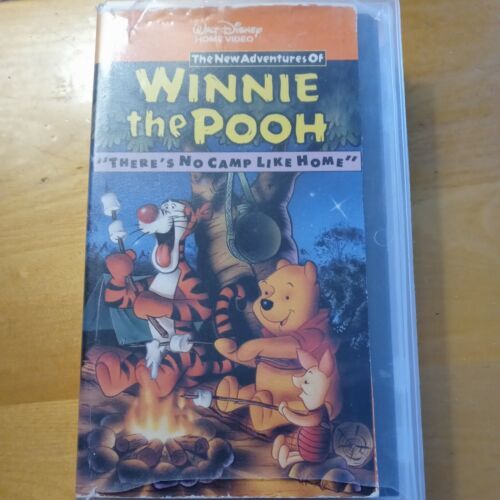 WALT DISNEY
HOME VIDEO
The New Adventures Of
WINNIE
the POOH
"THERE'S NO CAMP LIKE HOME"